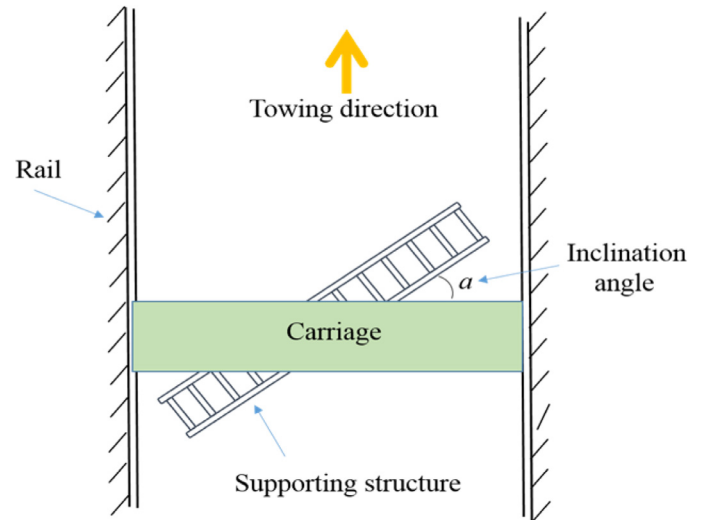 Towing direction
Rail
Inclination
angle
a
Carriage
Supporting structure